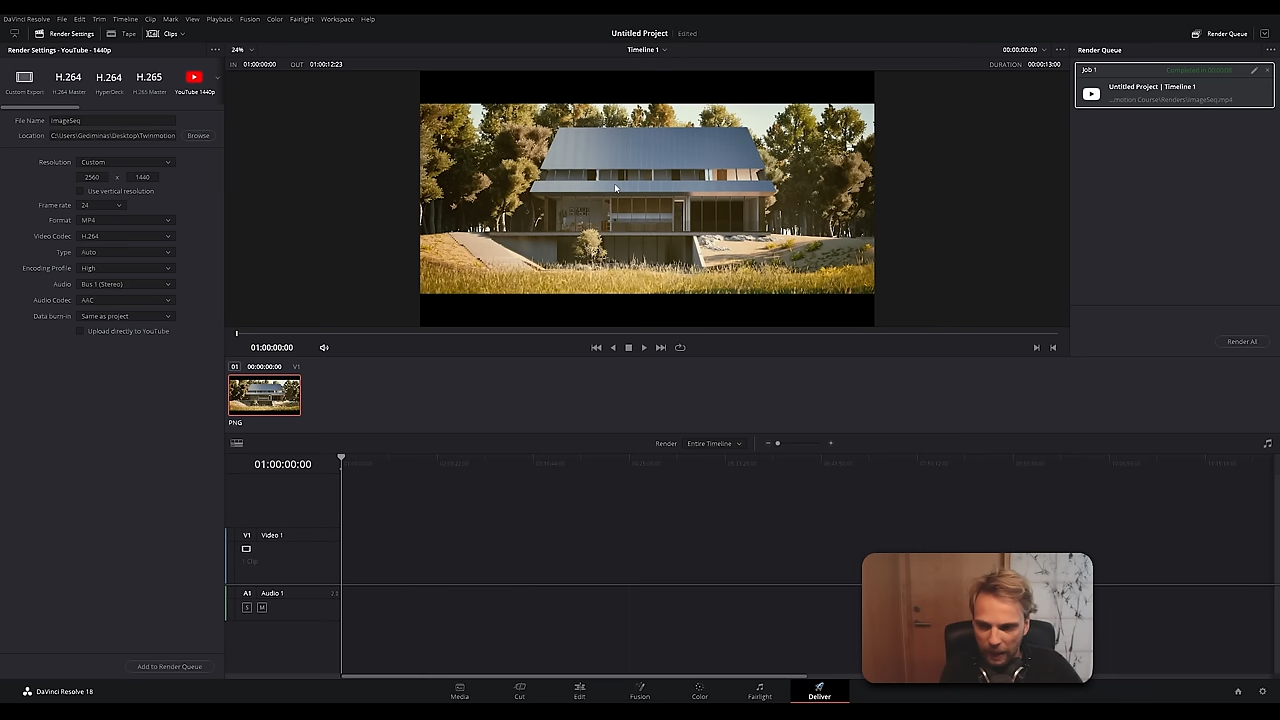 DaVinci Resolve File Edit Trim Timeline Clip Mark View Playback Fusion Color Fairlight Workspace Help
Render Settings Tape Clips
Untitled Project Edited
Render Queue
Render Settings - YouTube - 1440p
24%
Timeline 1
00:00:00:00
Render Queue
IN 01:00:00:00 OUT 01:00:12:23
DURATION 00:00:13:00
H.264 H.264 H.265
Custom Export H.264 Master HyperDeck H.265 Master YouTube 1440p
Job 1
Untitled Project | Timeline 1
...motion Course\Renders\ImageSeq.mp4
File Name ImageSeq
Location C:\Users\Gediminas\Desktop\Twinmotion Browse
Resolution Custom
2560 x 1440
Use vertical resolution
Frame rate 24
Format MP4
Video Codec H.264
Type Auto
Encoding Profile High
Audio Bus 1 (Stereo)
Audio Codec AAC
Data burn-in Same as project
Upload directly to YouTube
01:00:00:00
Render All
01 00:00:00:00 V1
PNG
Render Entire Timeline
01:00:00:00
V1 Video 1
1 Clip
A1 Audio 1 2.0
S M
Add to Render Queue
DaVinci Resolve 18
Media Cut Edit Fusion Color Fairlight Deliver